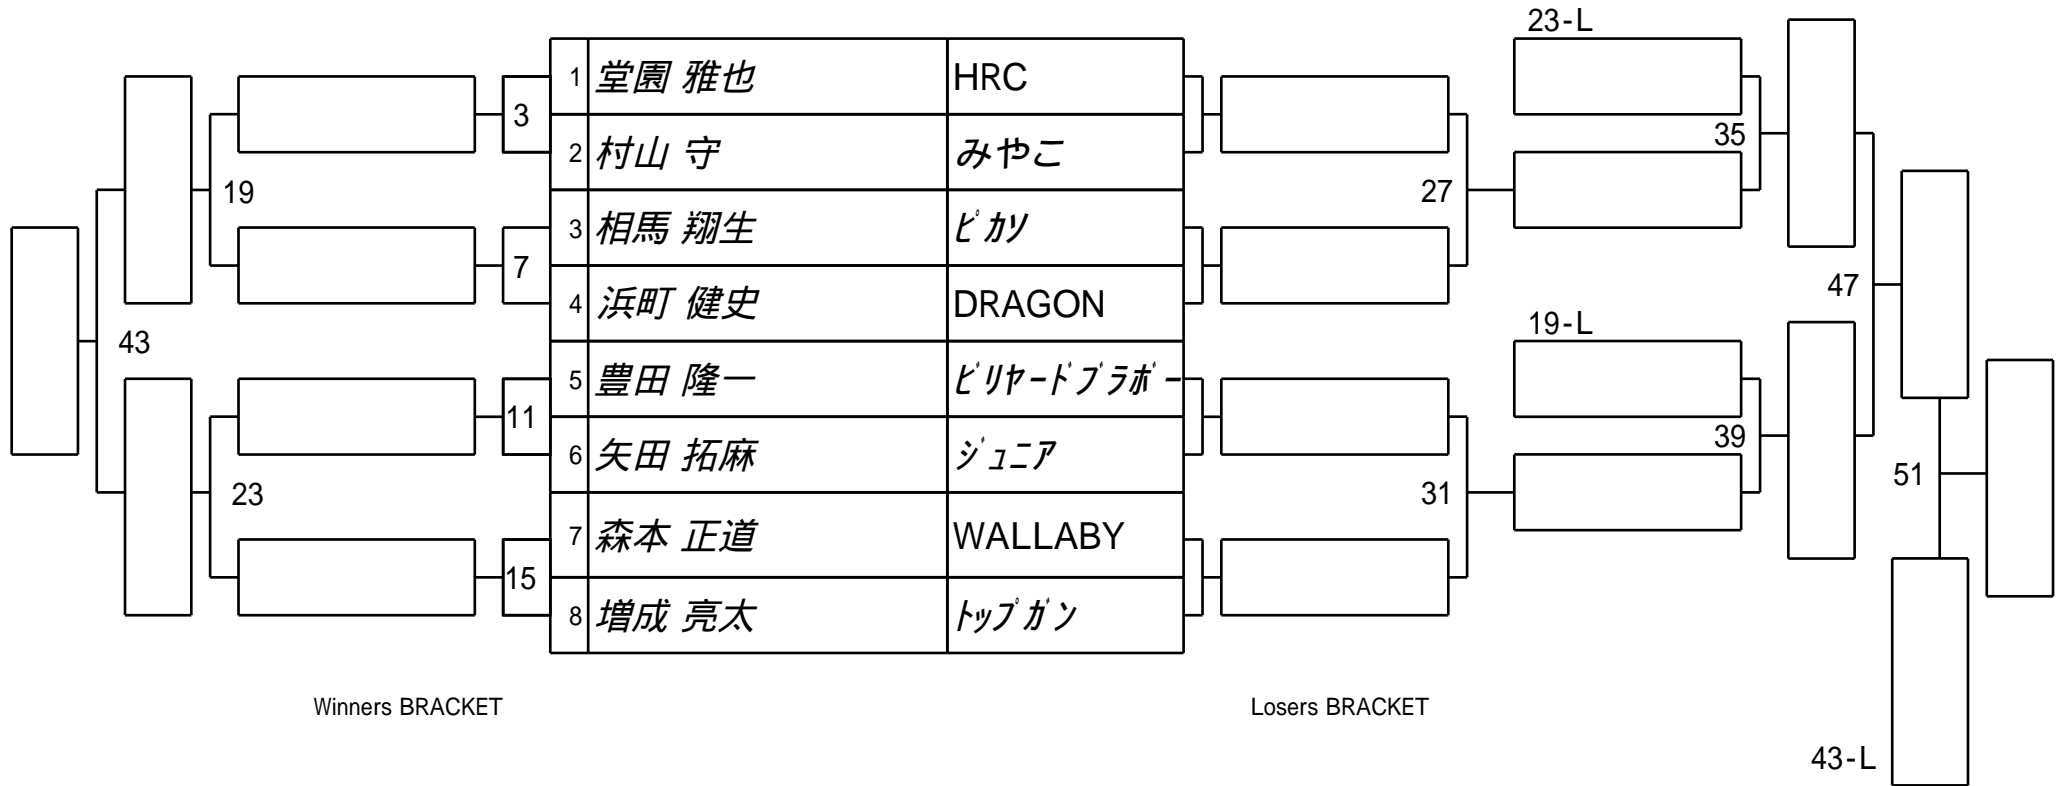 23-L
1 堂園 雅也 HRC
3
2 村山 守 みやこ
35
19
27
3 相馬 翔生 ﾋﾟｶｿ
7
4 浜町 健史 DRAGON
47
19-L
43
5 豊田 隆一 ﾋﾞﾘﾔｰﾄﾞﾌﾞﾗﾎﾞｰ
11
39
6 矢田 拓麻 ｼﾞｭﾆｱ
51
23
31
7 森本 正道 WALLABY
15
8 増成 亮太 ﾄｯﾌﾟｶﾞﾝ
Winners BRACKET
Losers BRACKET
43-L